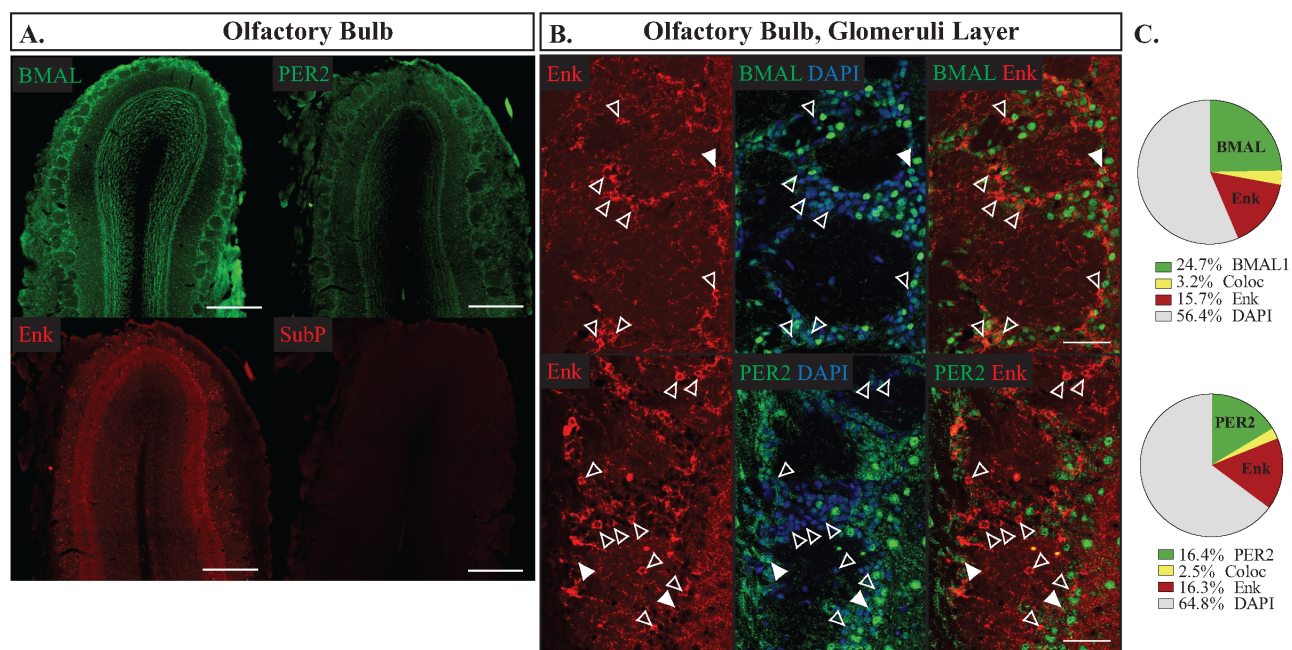 A. Olfactory Bulb
BMAL
PER2
Enk
SubP
B. Olfactory Bulb, Glomeruli Layer
Enk
BMAL DAPI
BMAL Enk
Enk
PER2 DAPI
PER2 Enk
C.
BMAL
Enk
24.7% BMAL1
3.2% Coloc
15.7% Enk
56.4% DAPI
PER2
Enk
16.4% PER2
2.5% Coloc
16.3% Enk
64.8% DAPI